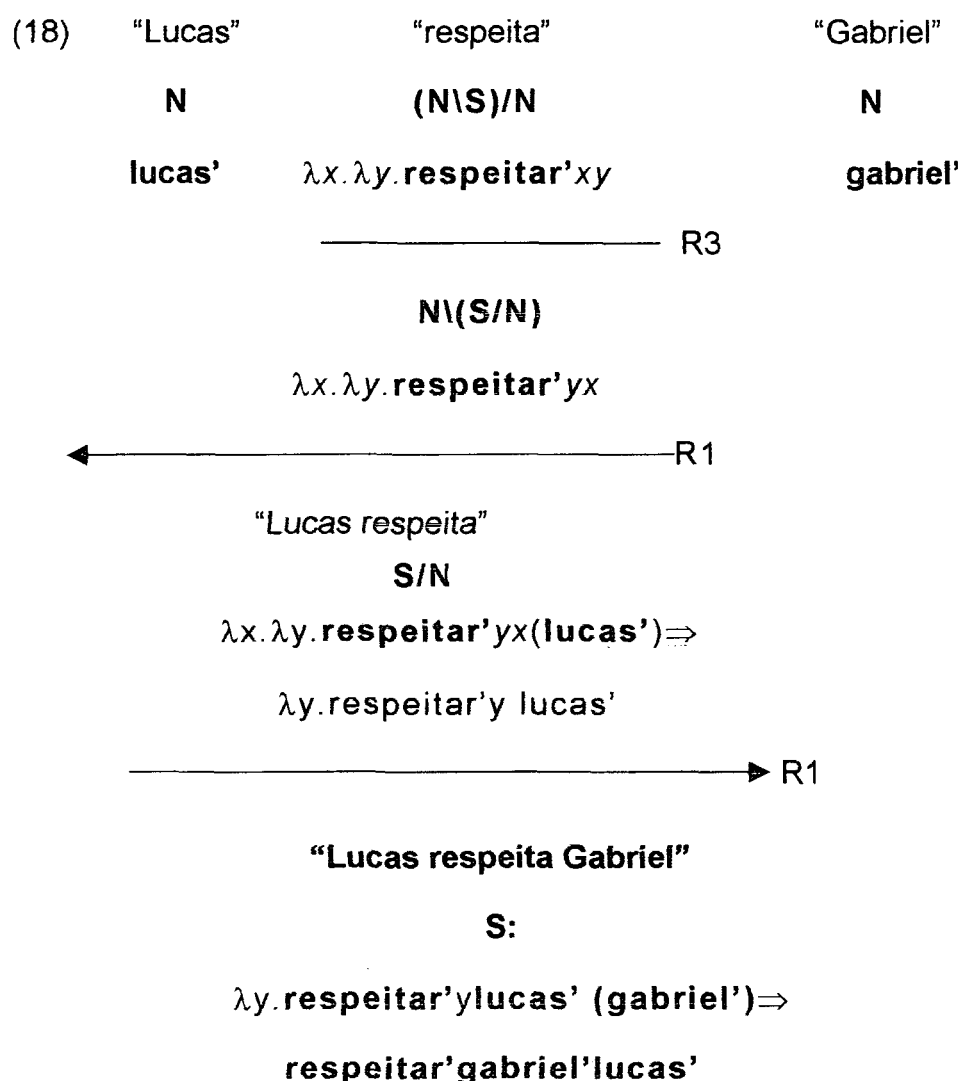 (18) “Lucas” “respeita” “Gabriel”
N (N\S)/N N
lucas' λx.λy.respeitar'xy gabriel'
R3
N\(S/N)
λx.λy.respeitar'yx
R1
“Lucas respeita”
S/N
λx.λy.respeitar'yx(lucas')⇒
λy.respeitar'y lucas'
R1
“Lucas respeita Gabriel”
S:
λy.respeitar'ylucas' (gabriel')⇒
respeitar'gabriel'lucas'